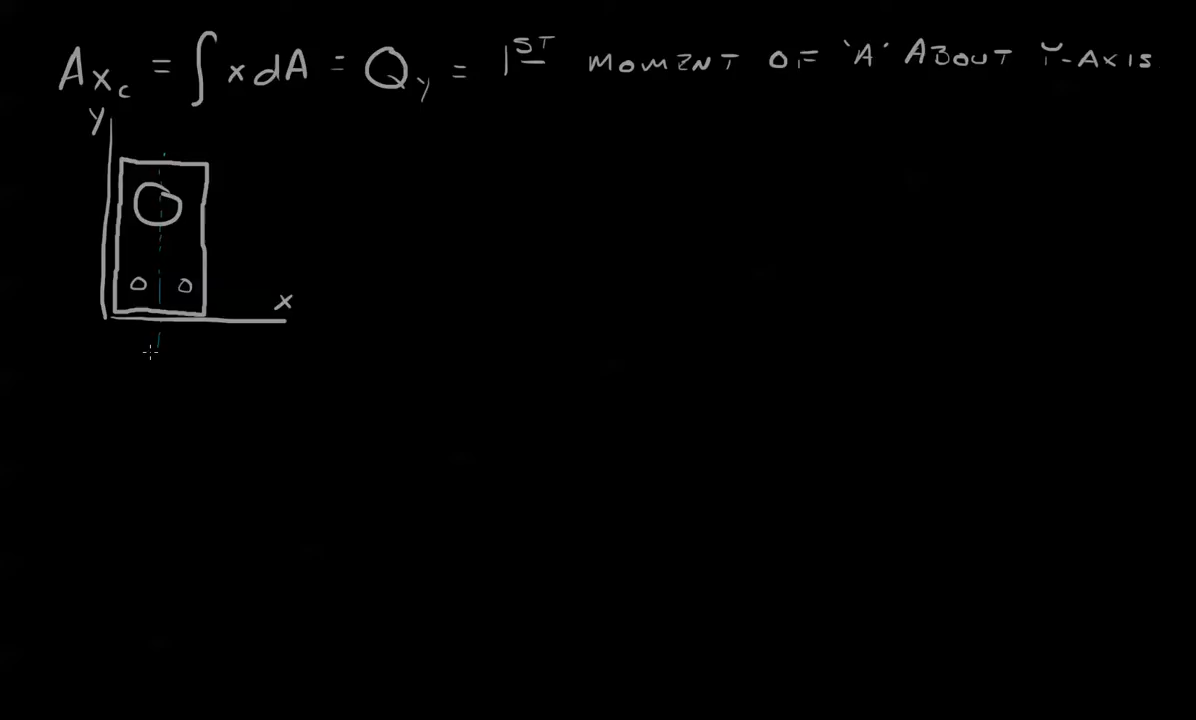 Ax_c = ∫ x dA = Q_y = 1ST MOMENT OF 'A' ABOUT Y-AXIS
y
x